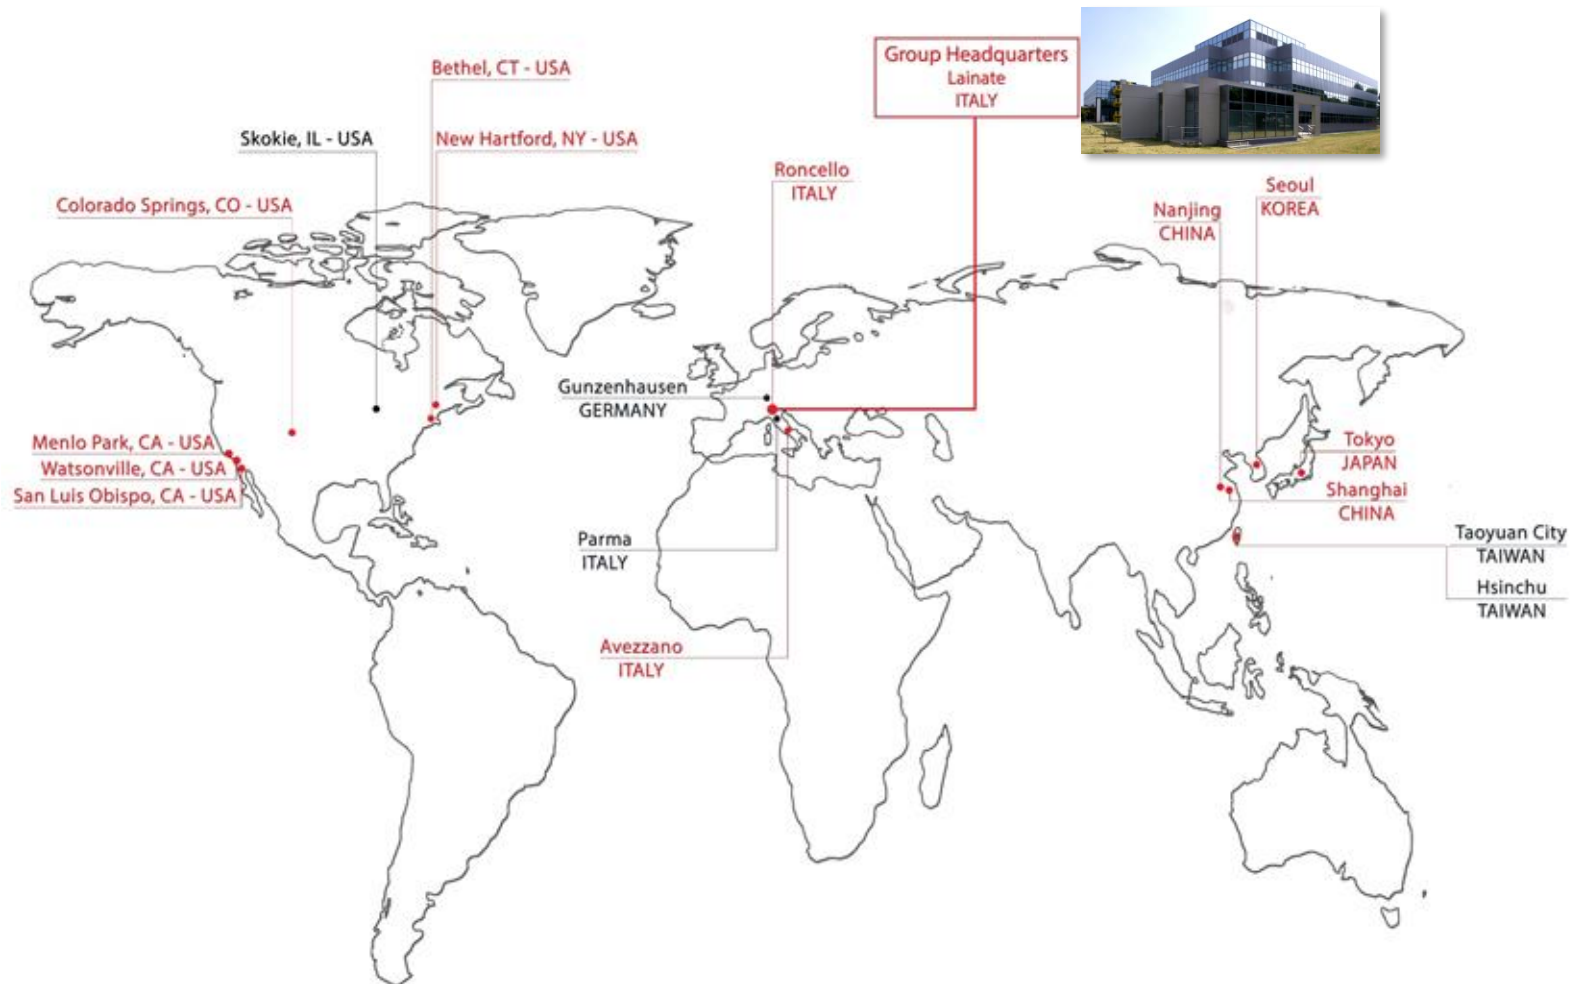 Group Headquarters
Lainate
ITALY
Bethel, CT - USA
Skokie, IL - USA
New Hartford, NY - USA
Colorado Springs, CO - USA
Roncello
ITALY
Seoul
KOREA
Nanjing
CHINA
Gunzenhausen
GERMANY
Menlo Park, CA - USA
Watsonville, CA - USA
San Luis Obispo, CA - USA
Tokyo
JAPAN
Shanghai
CHINA
Parma
ITALY
Taoyuan City
TAIWAN
Hsinchu
TAIWAN
Avezzano
ITALY